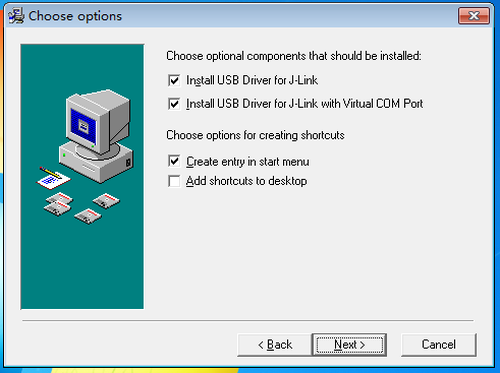 Choose options
Choose optional components that should be installed:
Install USB Driver for J-Link
Install USB Driver for J-Link with Virtual COM Port
Choose options for creating shortcuts
Create entry in start menu
Add shortcuts to desktop
< Back
Next >
Cancel